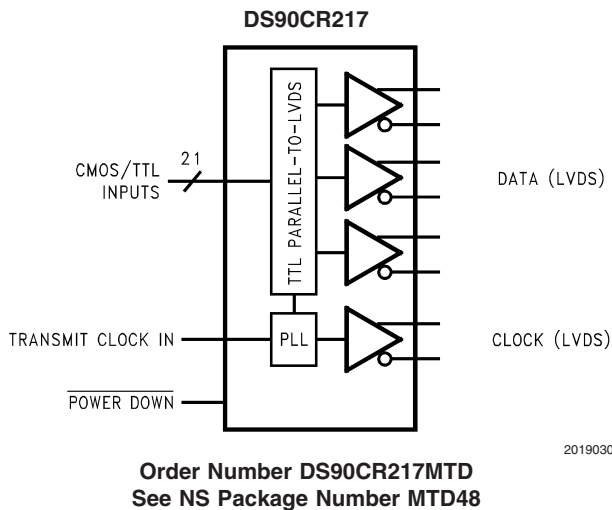 DS90CR217
TTL PARALLEL-TO-LVDS
21
CMOS/TTL
INPUTS
DATA (LVDS)
TRANSMIT CLOCK IN
PLL
CLOCK (LVDS)
POWER DOWN
2019030
Order Number DS90CR217MTD
See NS Package Number MTD48